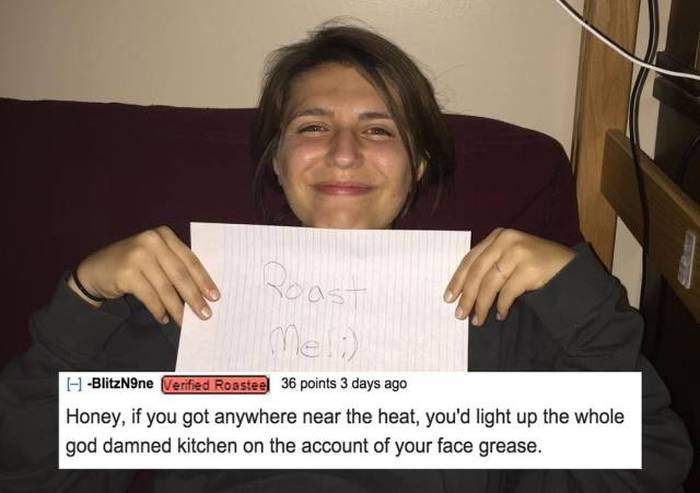 Roast
Me!:)
[–] -BlitzN9ne Verified Roastee 36 points 3 days ago
Honey, if you got anywhere near the heat, you'd light up the whole
god damned kitchen on the account of your face grease.